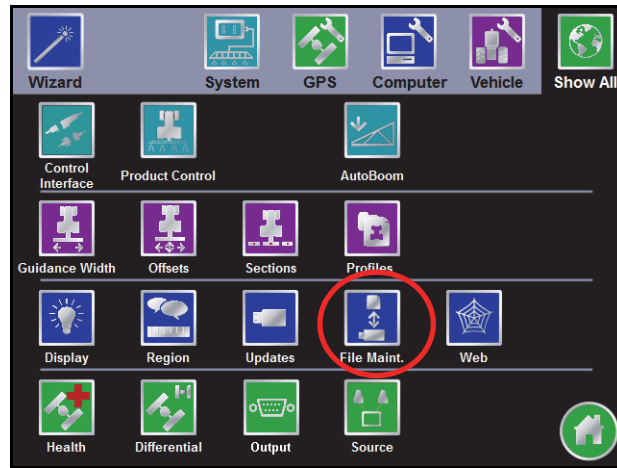 Wizard
System
GPS
Computer
Vehicle
Show All
Control
Interface
Product Control
AutoBoom
Guidance Width
Offsets
Sections
Profiles
Display
Region
Updates
File Maint.
Web
Health
Differential
Output
Source